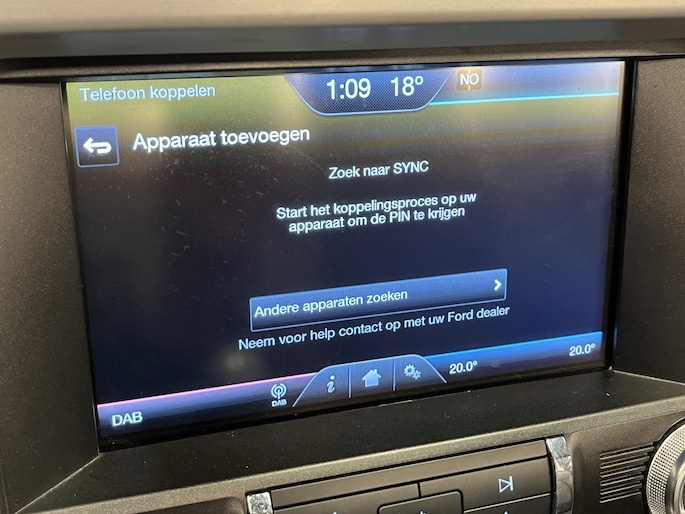 Telefoon koppelen
1:09 18° NO
Apparaat toevoegen
Zoek naar SYNC
Start het koppelingsproces op uw
apparaat om de PIN te krijgen
Andere apparaten zoeken
Neem voor help contact op met uw Ford dealer
DAB
DAB i 20.0° 20.0°